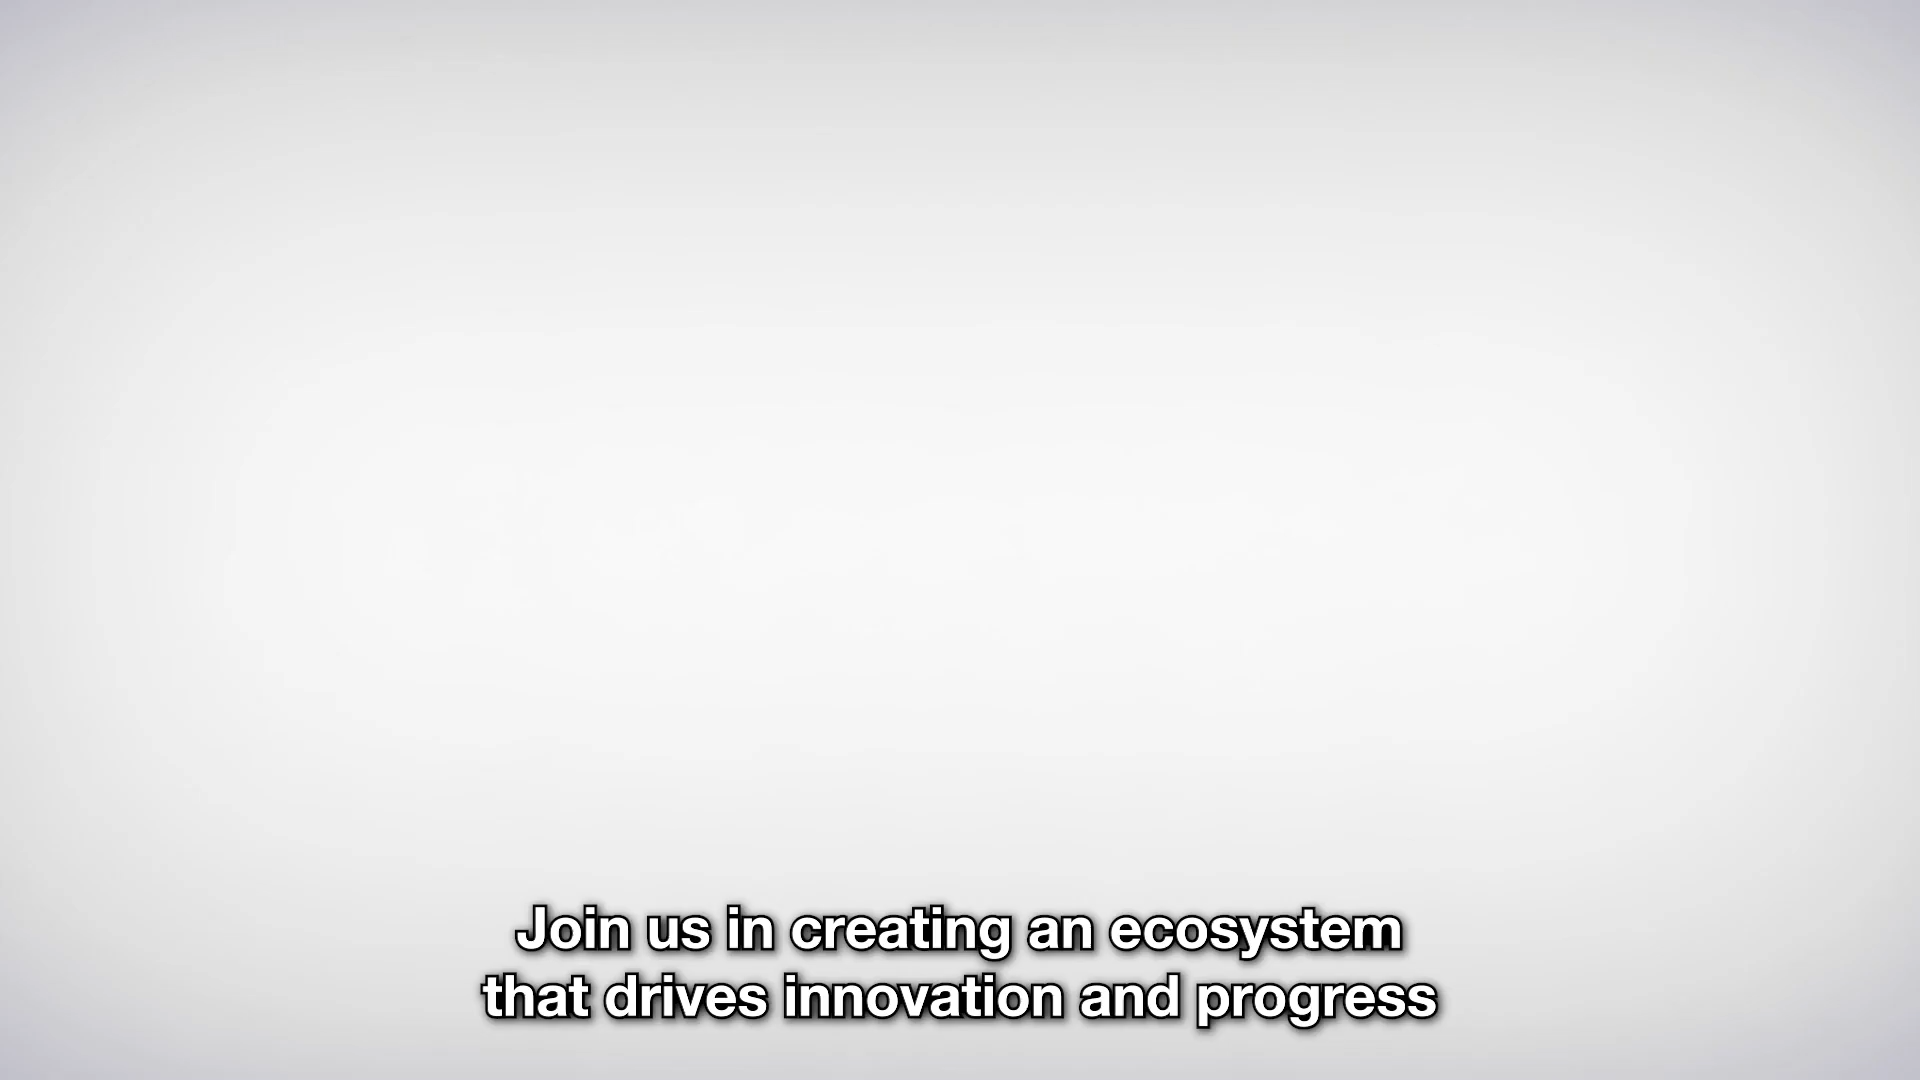 Join us in creating an ecosystem
that drives innovation and progress